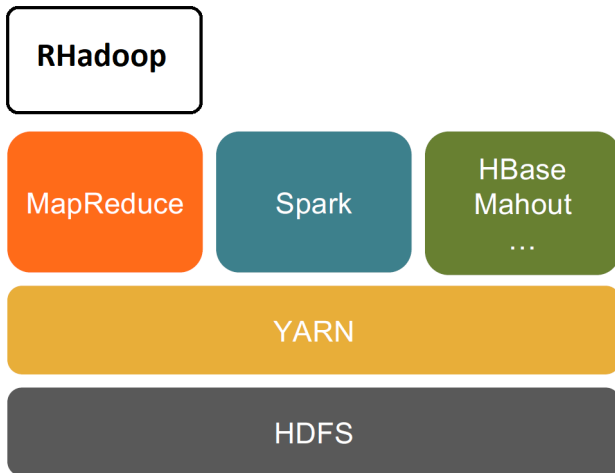 RHadoop
MapReduce
Spark
HBase
Mahout
...
YARN
HDFS